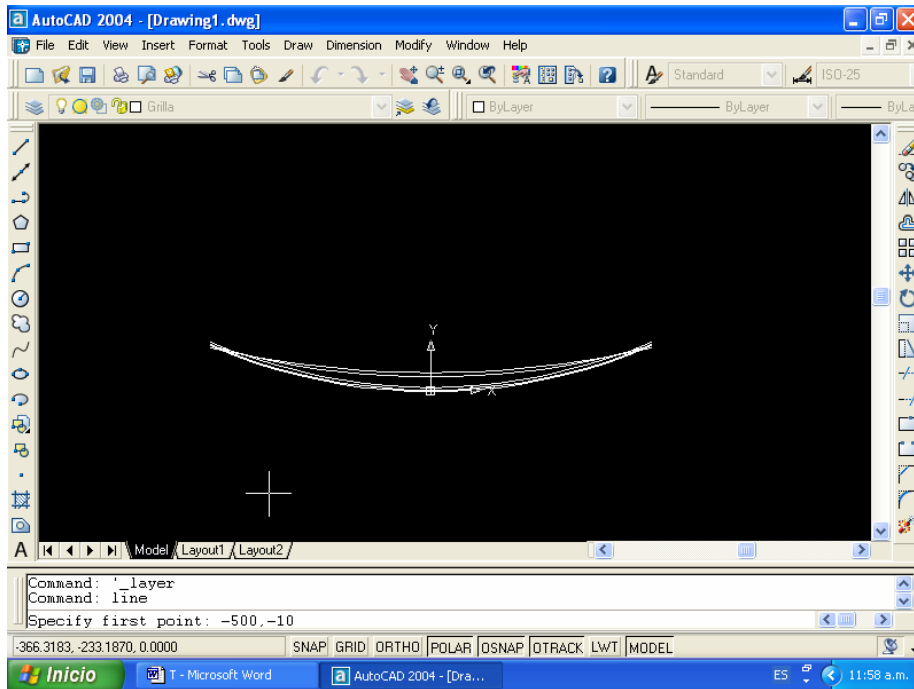 AutoCAD 2004 - [Drawing1.dwg]
File Edit View Insert Format Tools Draw Dimension Modify Window Help
Standard ISO-25
Grilla ByLayer ByLayer ByLa
Y
X
A Model Layout1 Layout2
Command: '_layer
Command: line
Specify first point: -500,-10
-366.3183, -233.1870, 0.0000 SNAP GRID ORTHO POLAR OSNAP OTRACK LWT MODEL
Inicio T - Microsoft Word AutoCAD 2004 - [Dra... ES 11:58 a.m.